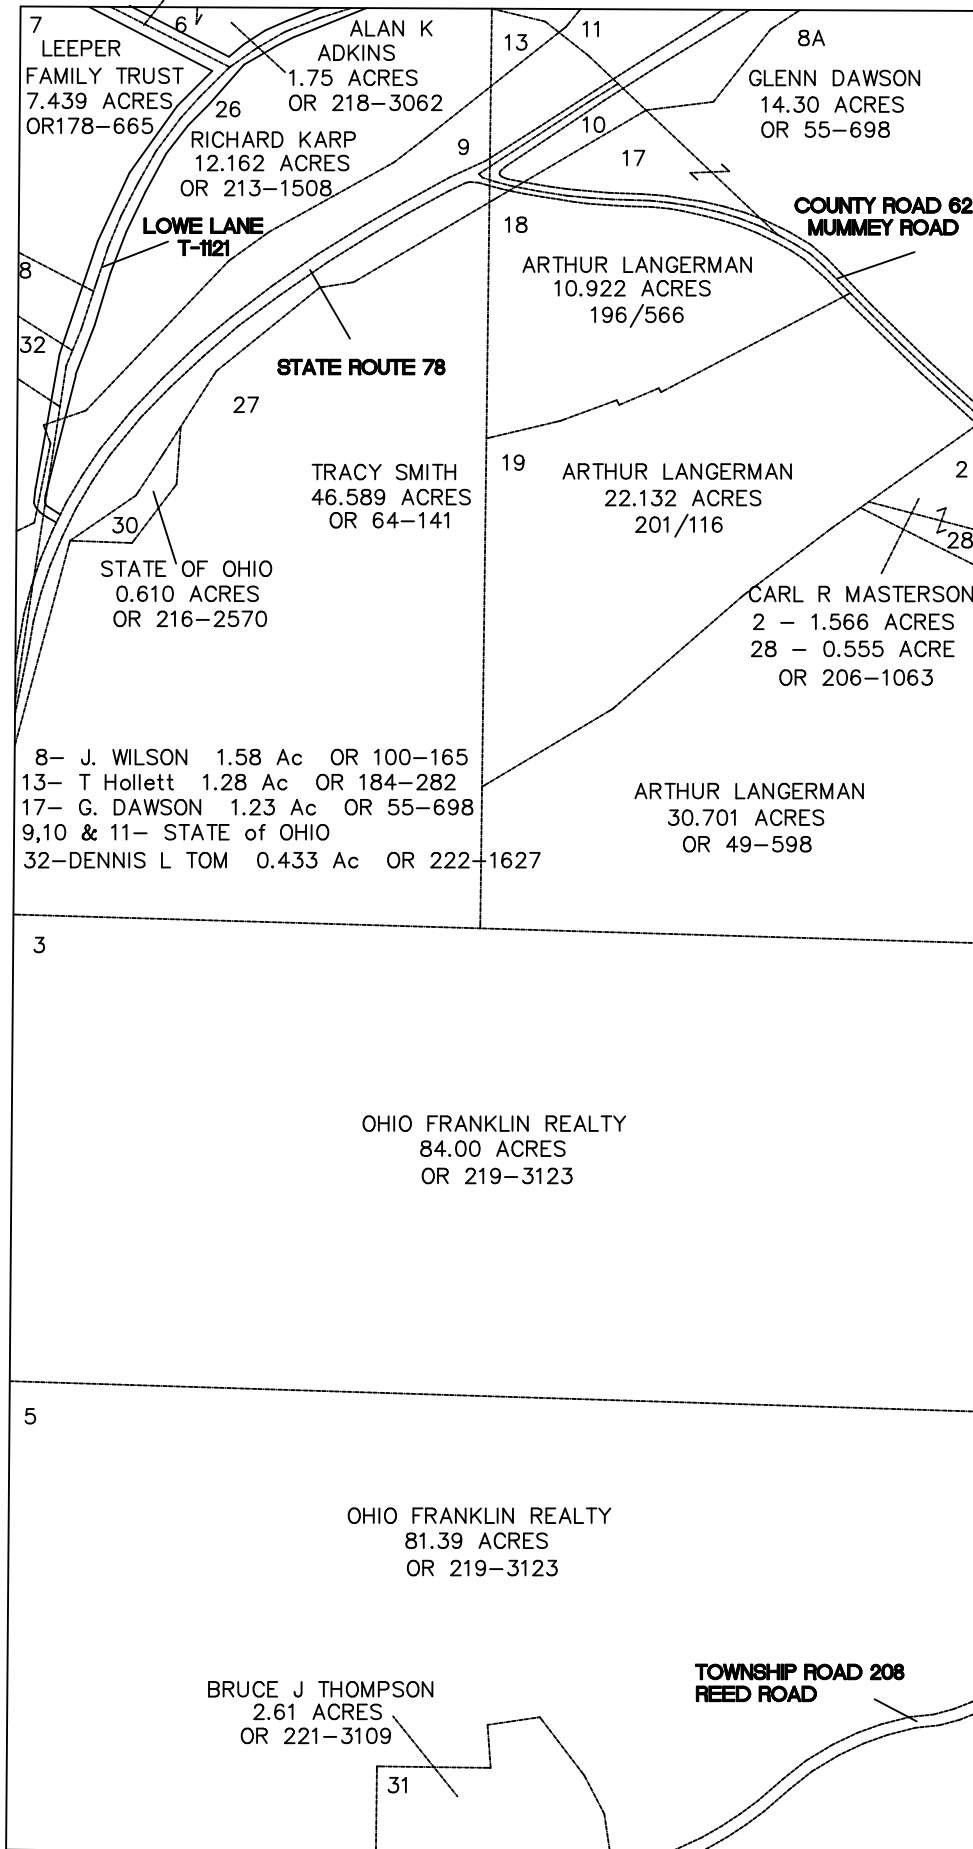 7
LEEPER
FAMILY TRUST
7.439 ACRES
OR178-665
6
ALAN K
ADKINS
1.75 ACRES
OR 218-3062
26
RICHARD KARP
12.162 ACRES
OR 213-1508
LOWE LANE
T-1121
8
32
13
11
10
9
17
8A
GLENN DAWSON
14.30 ACRES
OR 55-698
COUNTY ROAD 62
MUMMEY ROAD
18
ARTHUR LANGERMAN
10.922 ACRES
196/566
STATE ROUTE 78
27
TRACY SMITH
46.589 ACRES
OR 64-141
19
ARTHUR LANGERMAN
22.132 ACRES
201/116
2
28
30
STATE OF OHIO
0.610 ACRES
OR 216-2570
CARL R MASTERSON
2 - 1.566 ACRES
28 - 0.555 ACRE
OR 206-1063
8- J. WILSON 1.58 Ac OR 100-165
13- T Hollett 1.28 Ac OR 184-282
17- G. DAWSON 1.23 Ac OR 55-698
9,10 & 11- STATE of OHIO
32-DENNIS L TOM 0.433 Ac OR 222-1627
ARTHUR LANGERMAN
30.701 ACRES
OR 49-598
3
OHIO FRANKLIN REALTY
84.00 ACRES
OR 219-3123
5
OHIO FRANKLIN REALTY
81.39 ACRES
OR 219-3123
BRUCE J THOMPSON
2.61 ACRES
OR 221-3109
31
TOWNSHIP ROAD 208
REED ROAD